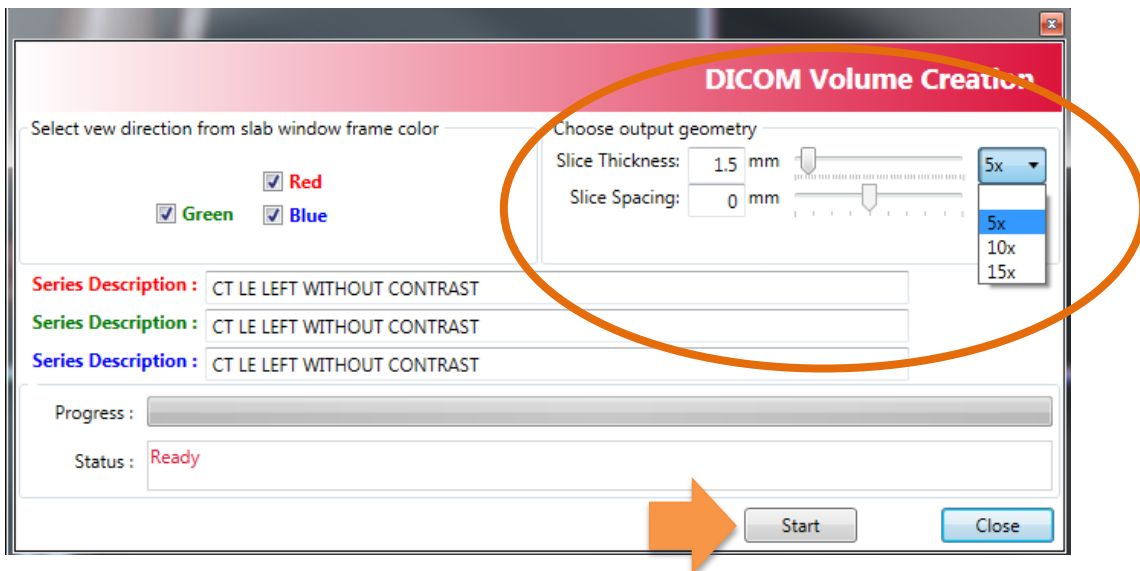 DICOM Volume Creation
Select vew direction from slab window frame color
Red
Green
Blue
Choose output geometry
Slice Thickness: 1.5 mm 5x
Slice Spacing: 0 mm
5x
10x
15x
Series Description : CT LE LEFT WITHOUT CONTRAST
Series Description : CT LE LEFT WITHOUT CONTRAST
Series Description : CT LE LEFT WITHOUT CONTRAST
Progress :
Status : Ready
Start
Close